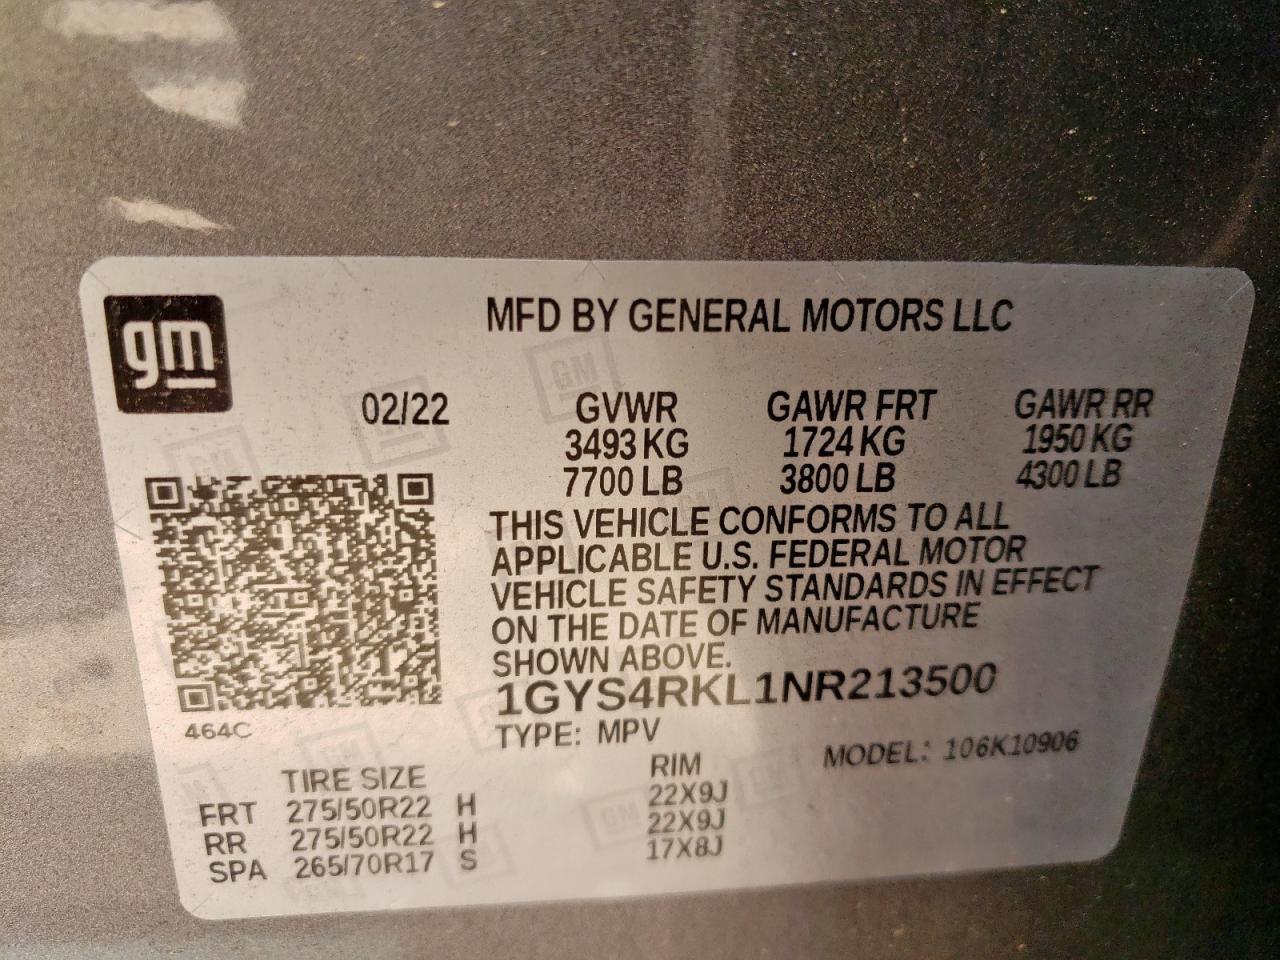 gm
MFD BY GENERAL MOTORS LLC
02/22 GVWR GAWR FRT GAWR RR
3493 KG 1724 KG 1950 KG
7700 LB 3800 LB 4300 LB
THIS VEHICLE CONFORMS TO ALL
APPLICABLE U.S. FEDERAL MOTOR
VEHICLE SAFETY STANDARDS IN EFFECT
ON THE DATE OF MANUFACTURE
SHOWN ABOVE.
1GYS4RKL1NR213500
464C
TYPE: MPV
MODEL: 106K10906
TIRE SIZE RIM
FRT 275/50R22 H 22X9J
RR 275/50R22 H 22X9J
SPA 265/70R17 S 17X8J